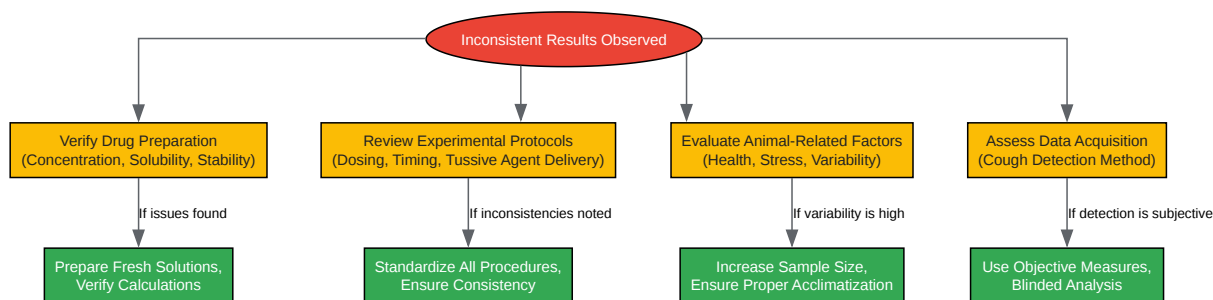 Inconsistent Results Observed
Verify Drug Preparation
(Concentration, Solubility, Stability)
Review Experimental Protocols
(Dosing, Timing, Tussive Agent Delivery)
Evaluate Animal-Related Factors
(Health, Stress, Variability)
Assess Data Acquisition
(Cough Detection Method)
If issues found
If inconsistencies noted
If variability is high
If detection is subjective
Prepare Fresh Solutions,
Verify Calculations
Standardize All Procedures,
Ensure Consistency
Increase Sample Size,
Ensure Proper Acclimatization
Use Objective Measures,
Blinded Analysis